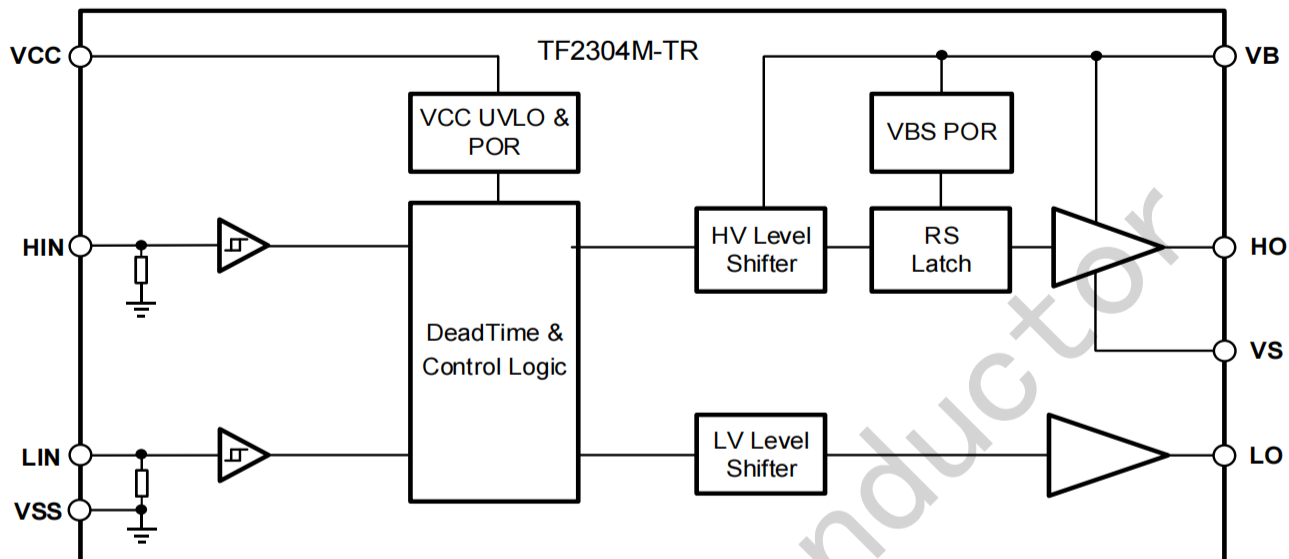 TF2304M-TR
VCC
VB
VCC UVLO &
POR
VBS POR
HIN
HV Level
Shifter
RS
Latch
HO
DeadTime &
Control Logic
VS
LIN
LV Level
Shifter
LO
VSS
nductor